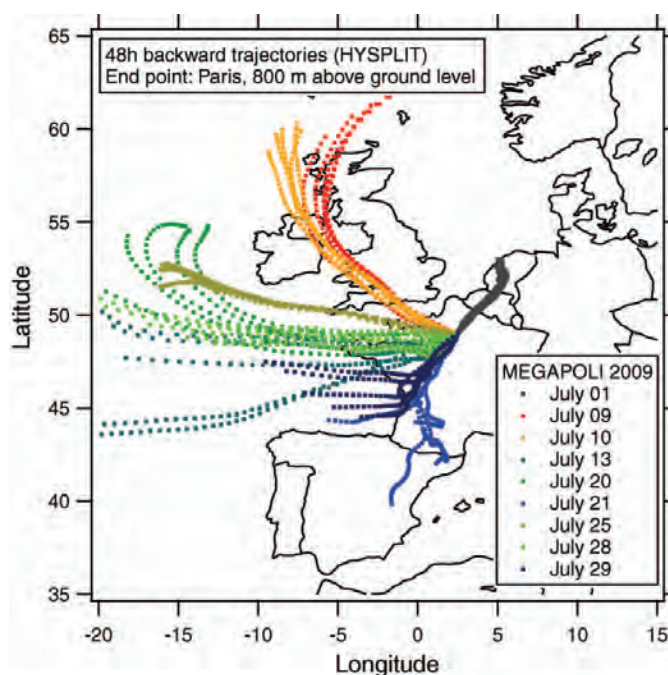 48h backward trajectories (HYSPLIT)
End point: Paris, 800 m above ground level
65
60
55
50
45
40
35
Latitude
MEGAPOLI 2009
July 01
July 09
July 10
July 13
July 20
July 21
July 25
July 28
July 29
-20
-15
-10
-5
0
5
10
15
Longitude